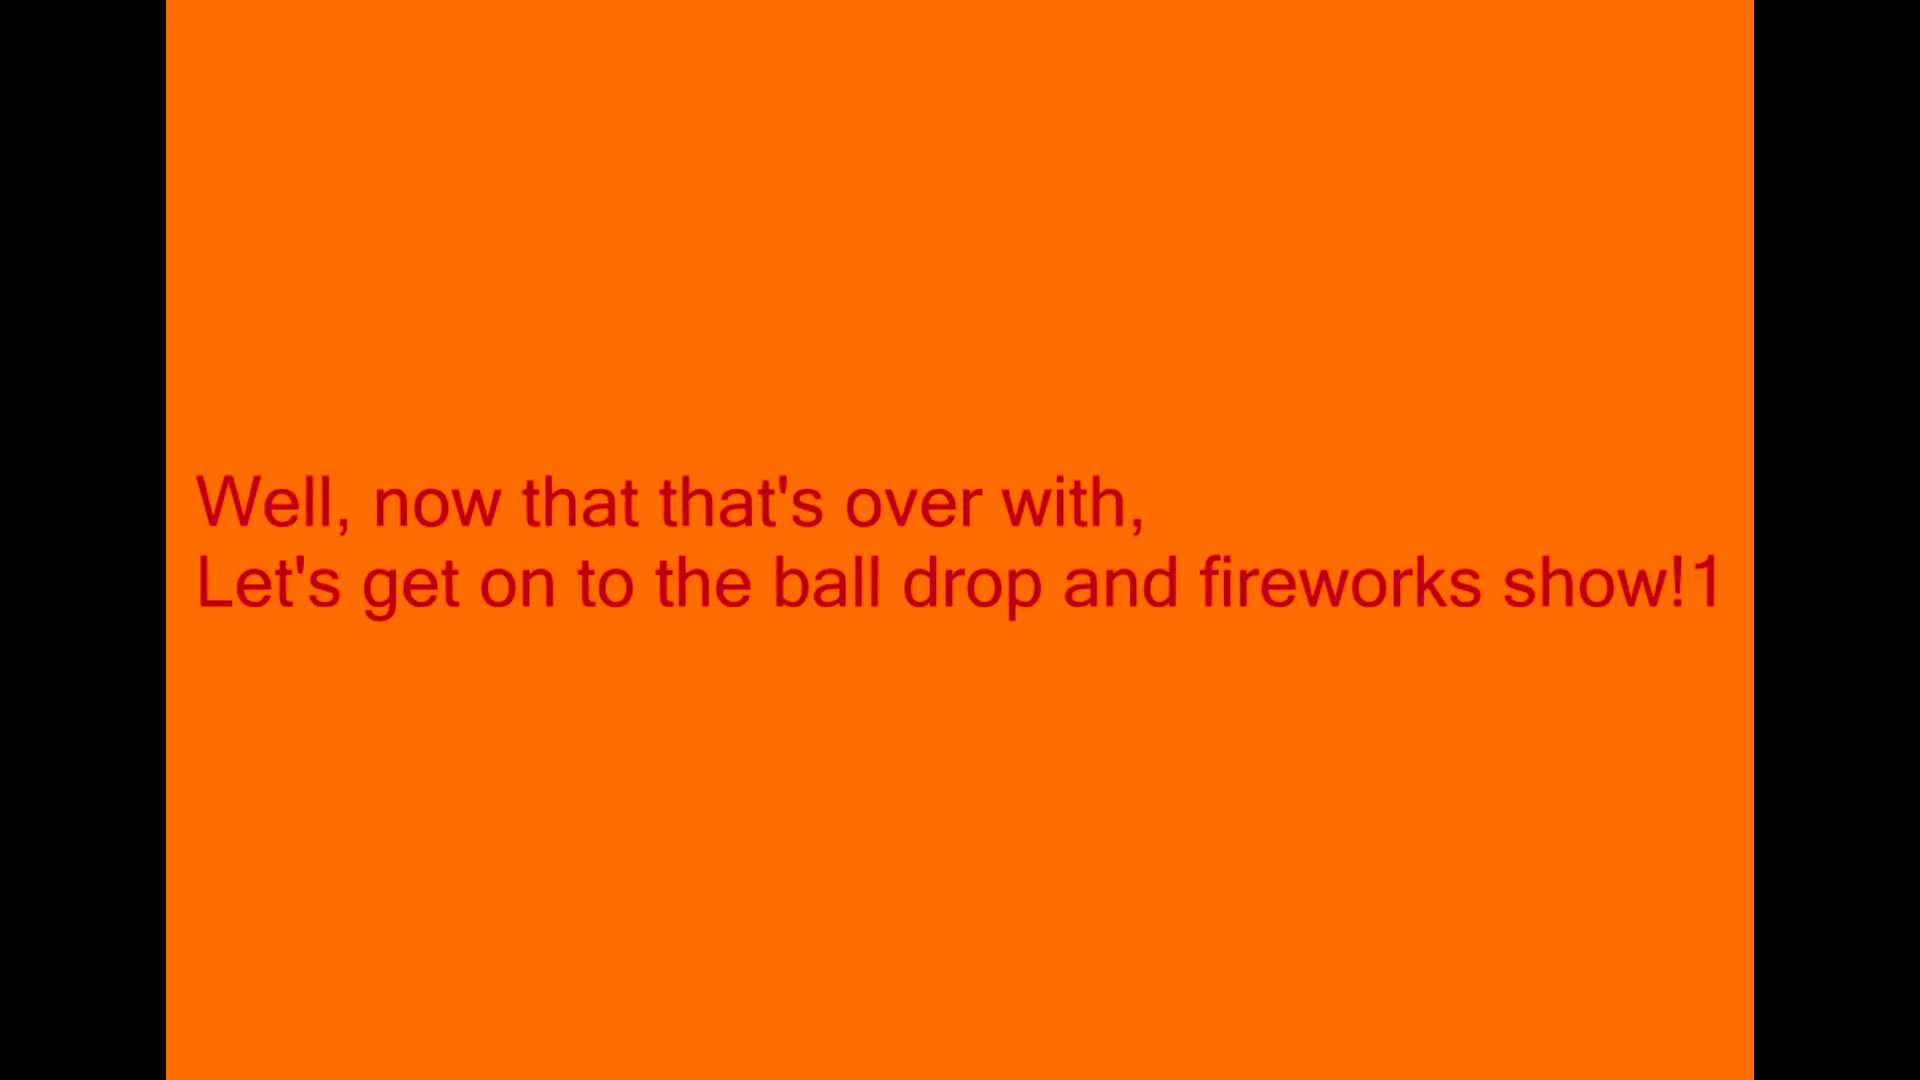 Well, now that that's over with,
Let's get on to the ball drop and fireworks show!1